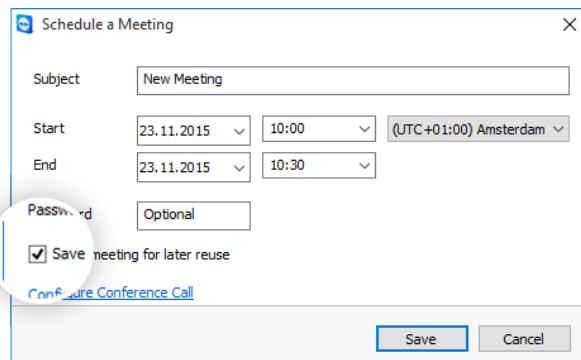 Schedule a Meeting
Subject New Meeting
Start 23.11.2015 10:00 (UTC+01:00) Amsterdam
End 23.11.2015 10:30
Password Optional
Save meeting for later reuse
Configure Conference Call
Save Cancel